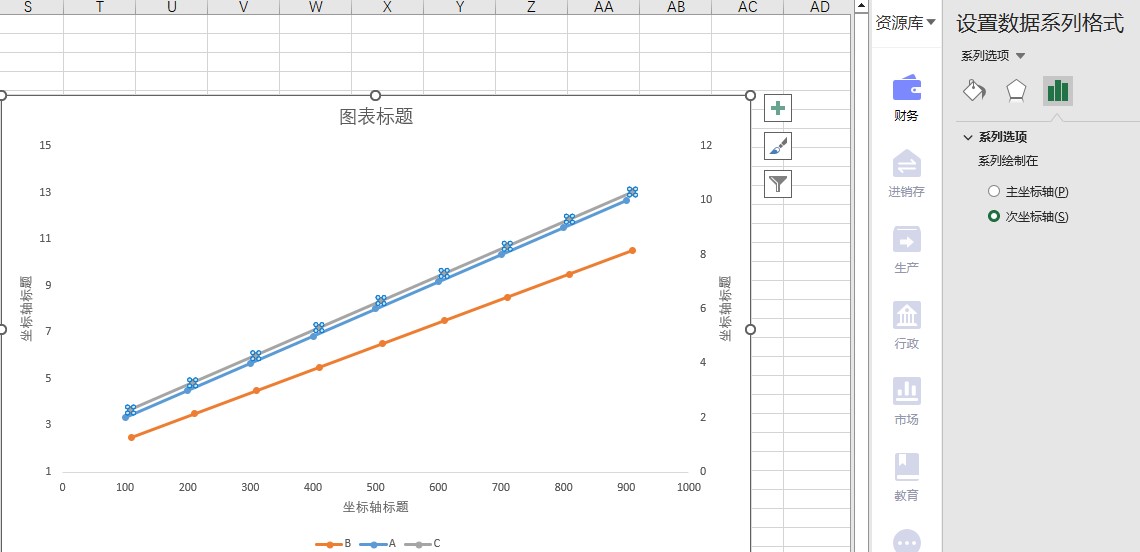 S T U V W X Y Z AA AB AC AD
图表标题
15
13
11
9
7
5
3
1
坐标轴标题
12
10
8
6
4
2
0
坐标轴标题
0 100 200 300 400 500 600 700 800 900 1000
坐标轴标题
B A C
资源库
财务
进销存
生产
行政
市场
教育
设置数据系列格式
系列选项
系列选项
系列绘制在
主坐标轴(P)
次坐标轴(S)